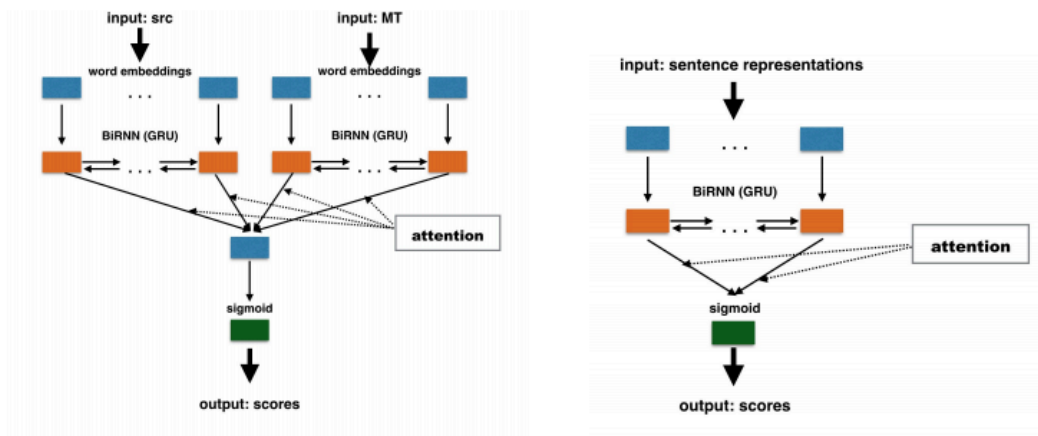 input: src
input: MT
word embeddings
word embeddings
. . .
. . .
BiRNN (GRU)
BiRNN (GRU)
. . .
. . .
attention
sigmoid
output: scores
input: sentence representations
. . .
BiRNN (GRU)
. . .
attention
sigmoid
output: scores